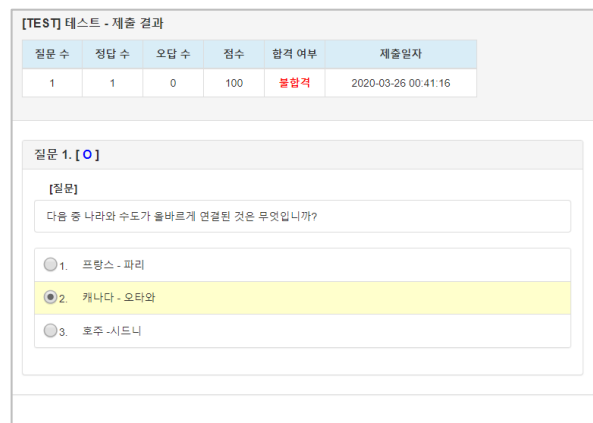 [TEST] 테스트 - 제출 결과
질문 수 정답 수 오답 수 점수 합격 여부 제출일자
1 1 0 100 불합격 2020-03-26 00:41:16
질문 1. [ O ]
[질문]
다음 중 나라와 수도가 올바르게 연결된 것은 무엇입니까?
1. 프랑스 - 파리
2. 캐나다 - 오타와
3. 호주 -시드니